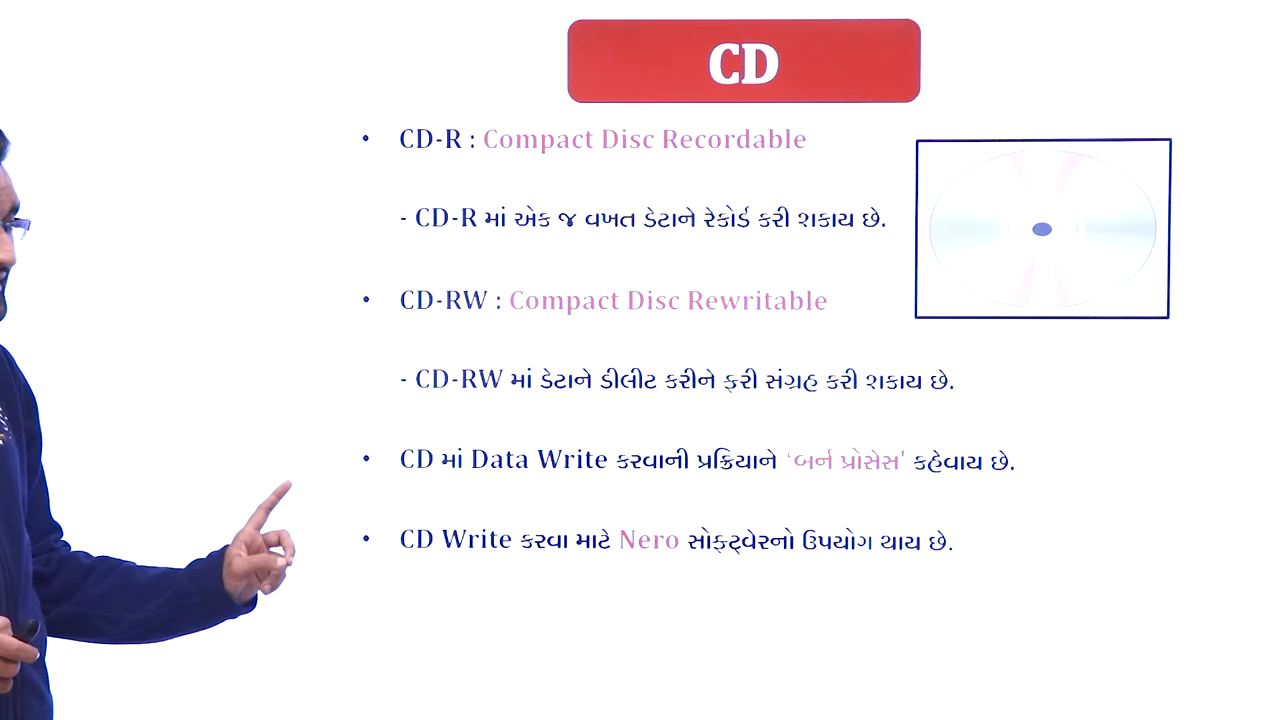 CD
• CD-R : Compact Disc Recordable
- CD-R માં એક જ વખત ડેટાને રેકોર્ડ કરી શકાય છે.
• CD-RW : Compact Disc Rewritable
- CD-RW માં ડેટાને ડીલીટ કરીને ફરી સંગ્રહ કરી શકાય છે.
• CD માં Data Write કરવાની પ્રક્રિયાને ‘બર્ન પ્રોસેસ' કહેવાય છે.
• CD Write કરવા માટે Nero સોફ્ટ્વેરનો ઉપયોગ થાય છે.